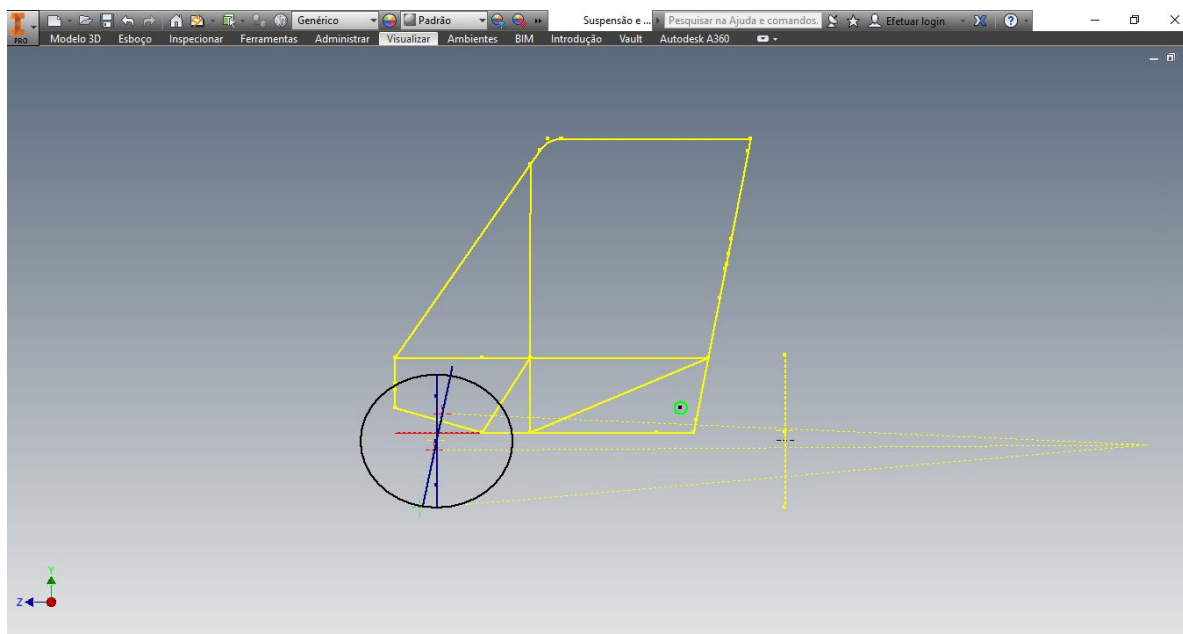 Genérico Padrão Suspensão e ... Pesquisar na Ajuda e comandos. Efetuar login
PRO Modelo 3D Esboço Inspecionar Ferramentas Administrar Visualizar Ambientes BIM Introdução Vault Autodesk A360
Y
Z